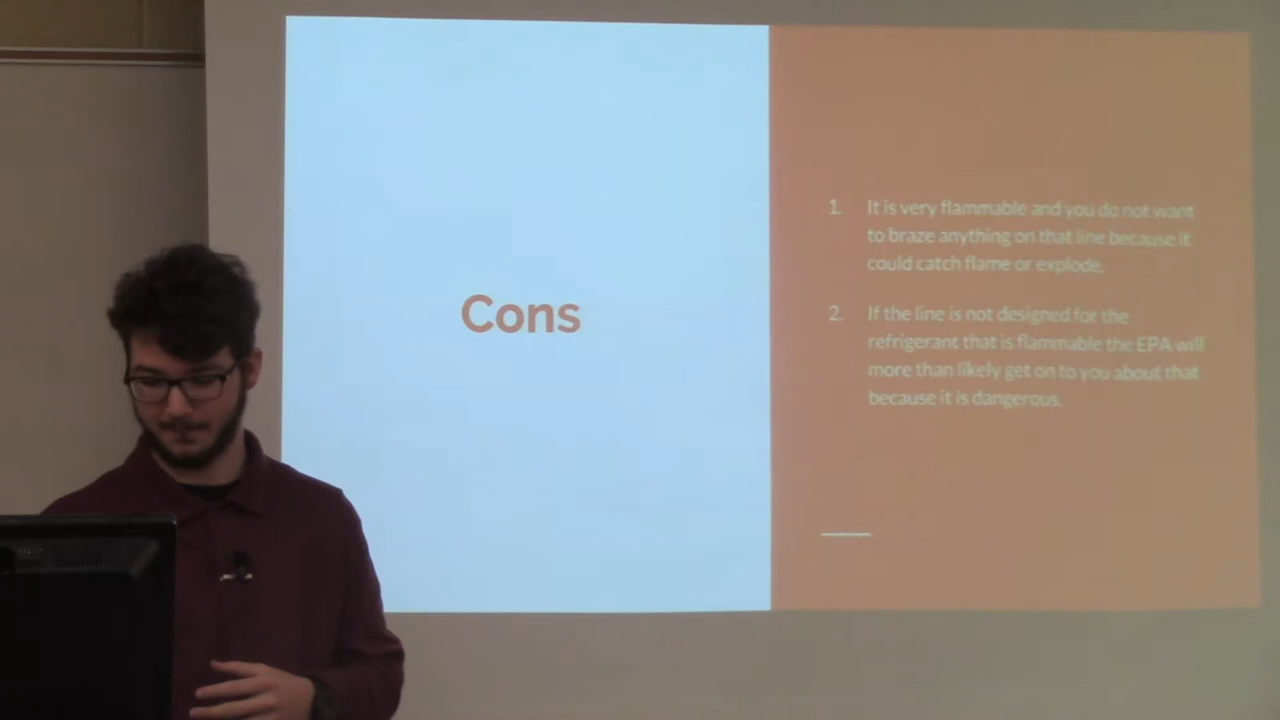 Cons
1. It is very flammable and you do not want
to braze anything on that line because it
could catch flame or explode.
2. If the line is not designed for the
refrigerant that is flammable the EPA will
more than likely get on to you about that
because it is dangerous.